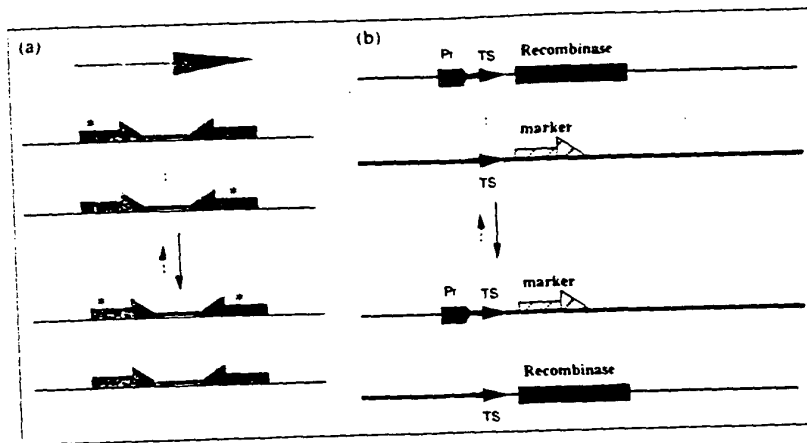 (a)
*
*
* *
(b)
Pr TS Recombinase
marker
TS
marker
Pr TS
Recombinase
TS